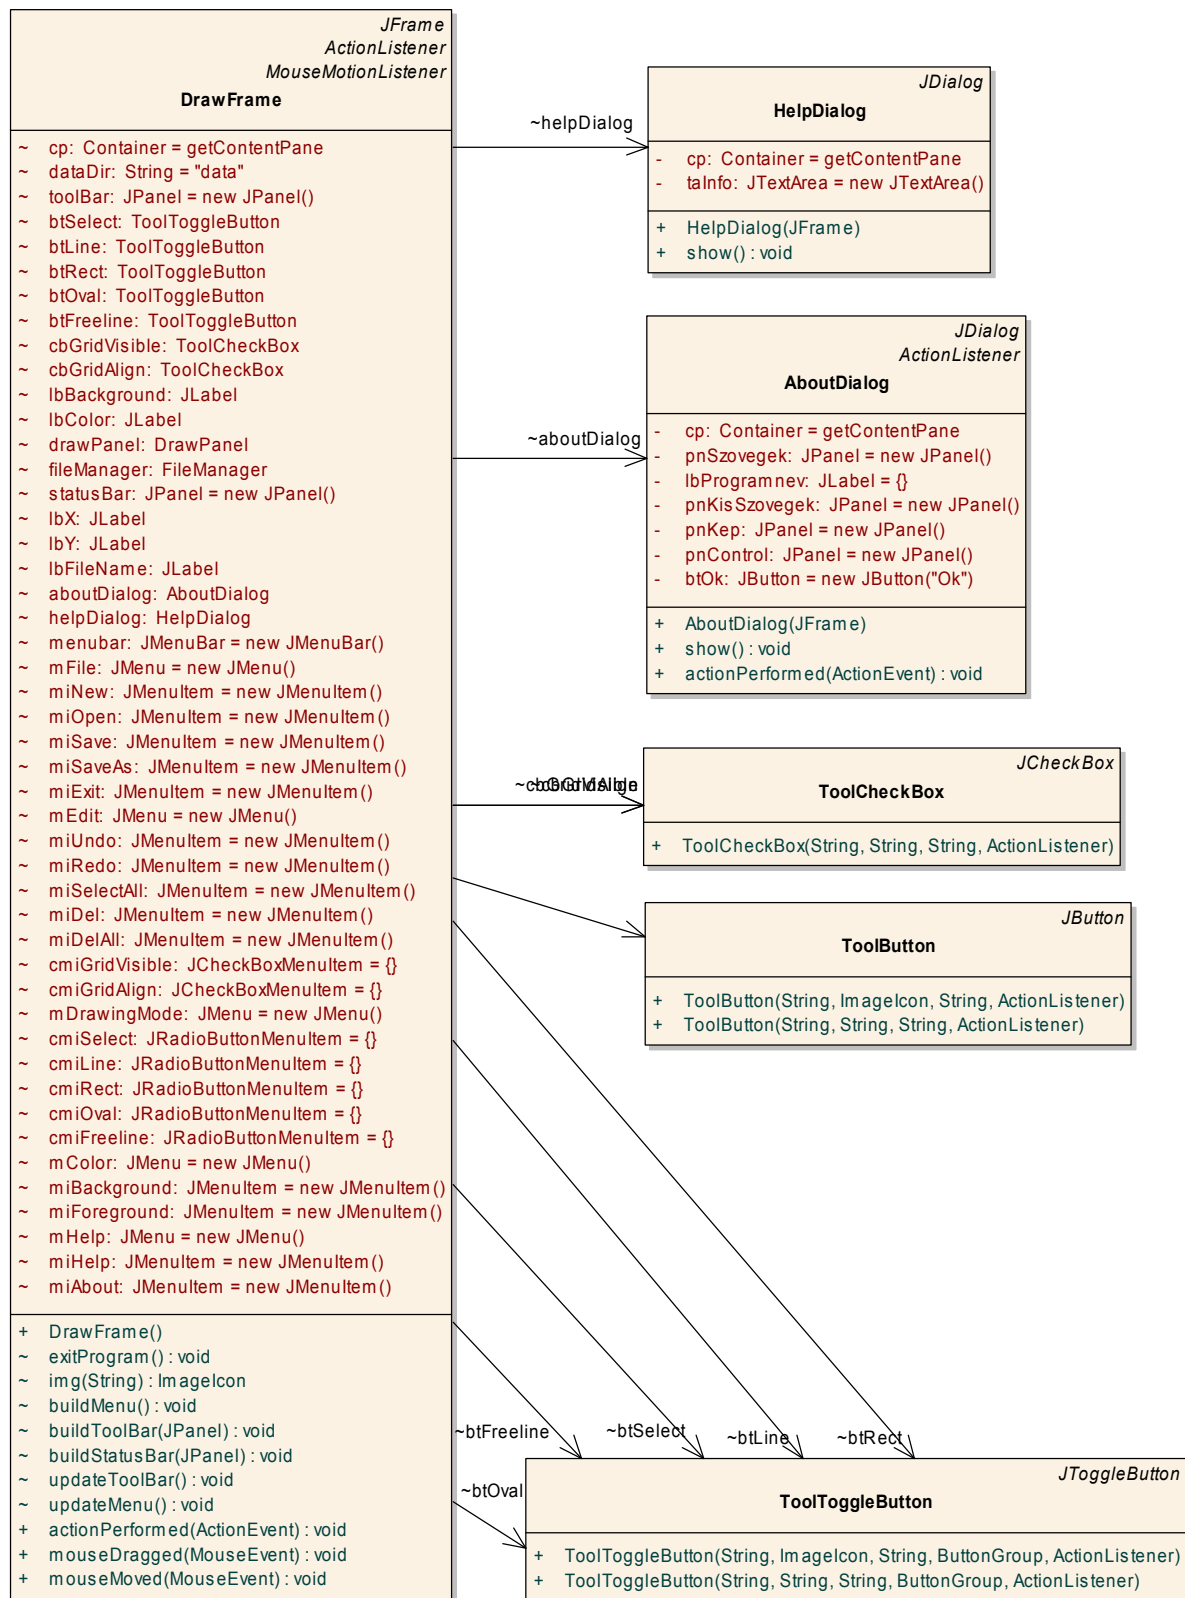 JFrame
ActionListener
MouseMotionListener
DrawFrame
~ cp: Container = getContentPane
~ dataDir: String = "data"
~ toolBar: JPanel = new JPanel()
~ btSelect: ToolToggleButton
~ btLine: ToolToggleButton
~ btRect: ToolToggleButton
~ btOval: ToolToggleButton
~ btFreeline: ToolToggleButton
~ cbGridVisible: ToolCheckBox
~ cbGridAlign: ToolCheckBox
~ lbBackground: JLabel
~ lbColor: JLabel
~ drawPanel: DrawPanel
~ fileManager: FileManager
~ statusBar: JPanel = new JPanel()
~ lbX: JLabel
~ lbY: JLabel
~ lbFileName: JLabel
~ aboutDialog: AboutDialog
~ helpDialog: HelpDialog
~ menubar: JMenuBar = new JMenuBar()
~ mFile: JMenu = new JMenu()
~ miNew: JMenuItem = new JMenuItem()
~ miOpen: JMenuItem = new JMenuItem()
~ miSave: JMenuItem = new JMenuItem()
~ miSaveAs: JMenuItem = new JMenuItem()
~ miExit: JMenuItem = new JMenuItem()
~ mEdit: JMenu = new JMenu()
~ miUndo: JMenuItem = new JMenuItem()
~ miRedo: JMenuItem = new JMenuItem()
~ miSelectAll: JMenuItem = new JMenuItem()
~ miDel: JMenuItem = new JMenuItem()
~ miDelAll: JMenuItem = new JMenuItem()
~ cmiGridVisible: JCheckBoxMenuItem = {}
~ cmiGridAlign: JCheckBoxMenuItem = {}
~ mDrawingMode: JMenu = new JMenu()
~ cmiSelect: JRadioButtonMenuItem = {}
~ cmiLine: JRadioButtonMenuItem = {}
~ cmiRect: JRadioButtonMenuItem = {}
~ cmiOval: JRadioButtonMenuItem = {}
~ cmiFreeline: JRadioButtonMenuItem = {}
~ mColor: JMenu = new JMenu()
~ miBackground: JMenuItem = new JMenuItem()
~ miForeground: JMenuItem = new JMenuItem()
~ mHelp: JMenu = new JMenu()
~ miHelp: JMenuItem = new JMenuItem()
~ miAbout: JMenuItem = new JMenuItem()
+ DrawFrame()
~ exitProgram() : void
~ img(String) : ImageIcon
~ buildMenu() : void
~ buildToolBar(JPanel) : void
~ buildStatusBar(JPanel) : void
~ updateToolBar() : void
~ updateMenu() : void
+ actionPerformed(ActionEvent) : void
+ mouseDragged(MouseEvent) : void
+ mouseMoved(MouseEvent) : void
~helpDialog
JDialog
HelpDialog
- cp: Container = getContentPane
- taInfo: JTextArea = new JTextArea()
+ HelpDialog(JFrame)
+ show() : void
~aboutDialog
JDialog
ActionListener
AboutDialog
- cp: Container = getContentPane
- pnSzovegek: JPanel = new JPanel()
- lbProgramnev: JLabel = {}
- pnKisSzovegek: JPanel = new JPanel()
- pnKep: JPanel = new JPanel()
- pnControl: JPanel = new JPanel()
- btOk: JButton = new JButton("Ok")
+ AboutDialog(JFrame)
+ show() : void
+ actionPerformed(ActionEvent) : void
JCheckBox
ToolCheckBox
+ ToolCheckBox(String, String, String, ActionListener)
JButton
ToolButton
+ ToolButton(String, ImageIcon, String, ActionListener)
+ ToolButton(String, String, String, ActionListener)
~btFreeline
~btSelect
~btLine
~btRect
~btOval
JToggleButton
ToolToggleButton
+ ToolToggleButton(String, ImageIcon, String, ButtonGroup, ActionListener)
+ ToolToggleButton(String, String, String, ButtonGroup, ActionListener)